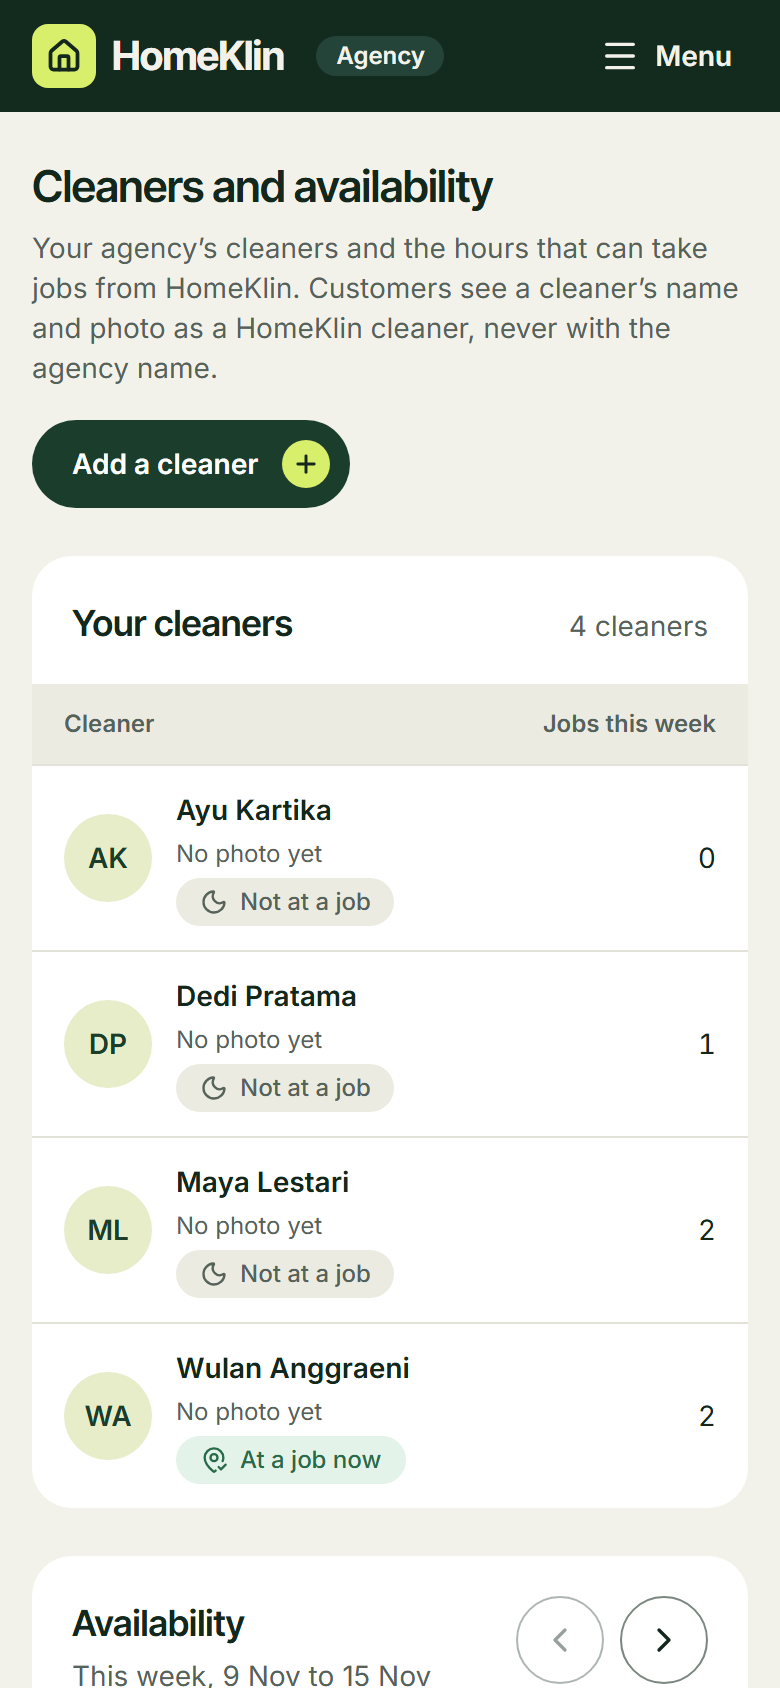 HomeKlin
Agency
Menu
Cleaners and availability
Your agency’s cleaners and the hours that can take
jobs from HomeKlin. Customers see a cleaner’s name
and photo as a HomeKlin cleaner, never with the
agency name.
Add a cleaner
Your cleaners
4 cleaners
Cleaner
Jobs this week
AK
Ayu Kartika
No photo yet
Not at a job
0
DP
Dedi Pratama
No photo yet
Not at a job
1
ML
Maya Lestari
No photo yet
Not at a job
2
WA
Wulan Anggraeni
No photo yet
At a job now
2
Availability
This week, 9 Nov to 15 Nov